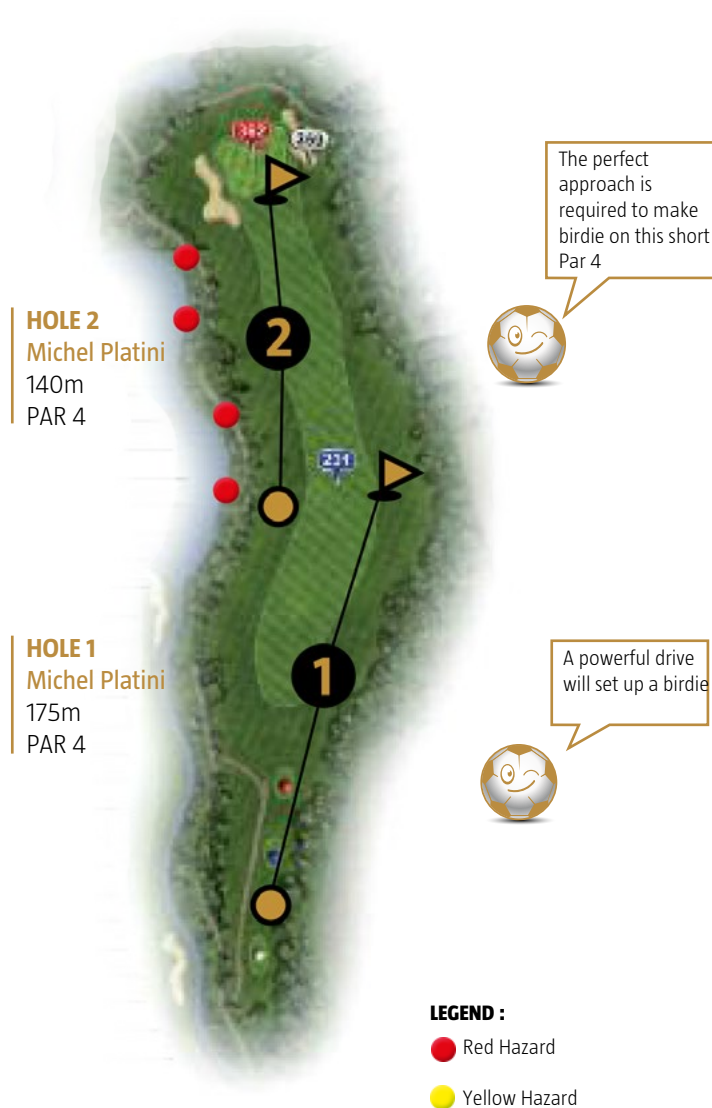 The perfect
approach is
required to make
birdie on this short
Par 4
HOLE 2
Michel Platini
140m
PAR 4
2
231
HOLE 1
Michel Platini
175m
PAR 4
1
A powerful drive
will set up a birdie
LEGEND :
Red Hazard
Yellow Hazard